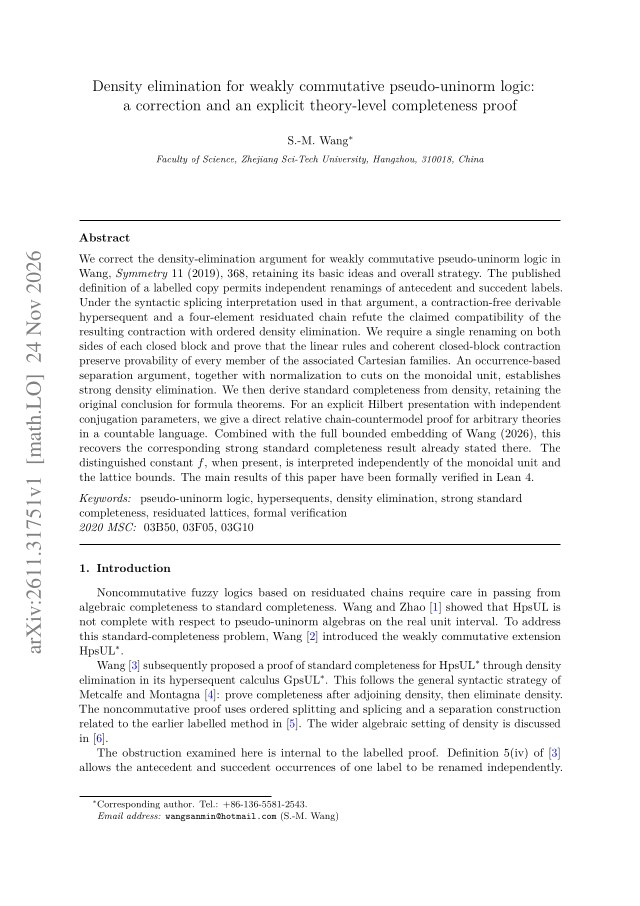 Density elimination for weakly commutative pseudo-uninorm logic:
a correction and an explicit theory-level completeness proof
S.-M. Wang*
Faculty of Science, Zhejiang Sci-Tech University, Hangzhou, 310018, China
Abstract
We correct the density-elimination argument for weakly commutative pseudo-uninorm logic in
Wang, Symmetry 11 (2019), 368, retaining its basic ideas and overall strategy. The published
definition of a labelled copy permits independent renamings of antecedent and succedent labels.
Under the syntactic splicing interpretation used in that argument, a contraction-free derivable
hypersequent and a four-element residuated chain refute the claimed compatibility of the
resulting contraction with ordered density elimination. We require a single renaming on both
sides of each closed block and prove that the linear rules and coherent closed-block contraction
preserve provability of every member of the associated Cartesian families. An occurrence-based
separation argument, together with normalization to cuts on the monoidal unit, establishes
strong density elimination. We then derive standard completeness from density, retaining the
original conclusion for formula theorems. For an explicit Hilbert presentation with independent
conjugation parameters, we give a direct relative chain-countermodel proof for arbitrary theories
in a countable language. Combined with the full bounded embedding of Wang (2026), this
recovers the corresponding strong standard completeness result already stated there. The
distinguished constant f, when present, is interpreted independently of the monoidal unit and
the lattice bounds. The main results of this paper have been formally verified in Lean 4.
Keywords: pseudo-uninorm logic, hypersequents, density elimination, strong standard
completeness, residuated lattices, formal verification
2020 MSC: 03B50, 03F05, 03G10
1. Introduction
Noncommutative fuzzy logics based on residuated chains require care in passing from
algebraic completeness to standard completeness. Wang and Zhao [1] showed that HpsUL is
not complete with respect to pseudo-uninorm algebras on the real unit interval. To address
this standard-completeness problem, Wang [2] introduced the weakly commutative extension
HpsUL*.
Wang [3] subsequently proposed a proof of standard completeness for HpsUL* through density
elimination in its hypersequent calculus GpsUL*. This follows the general syntactic strategy of
Metcalfe and Montagna [4]: prove completeness after adjoining density, then eliminate density.
The noncommutative proof uses ordered splitting and splicing and a separation construction
related to the earlier labelled method in [5]. The wider algebraic setting of density is discussed
in [6].
The obstruction examined here is internal to the labelled proof. Definition 5(iv) of [3]
allows the antecedent and succedent occurrences of one label to be renamed independently.
*Corresponding author. Tel.: +86-136-5581-2543.
Email address: wangsanmin@hotmail.com (S.-M. Wang)
arXiv:2611.31751v1 [math.LO] 24 Nov 2026